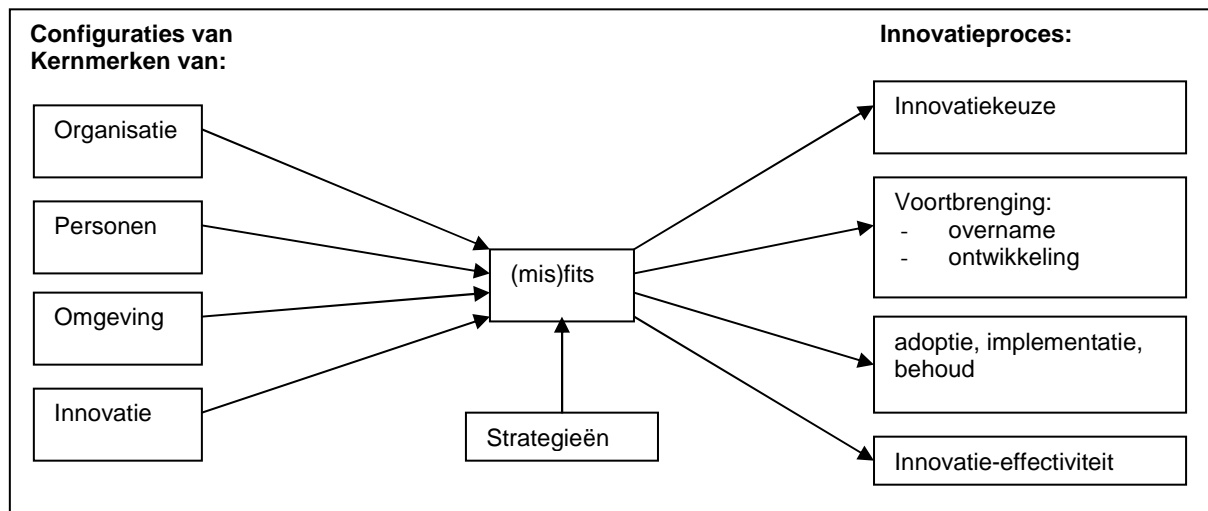 Configuraties van
Kernmerken van:
Organisatie
Personen
Omgeving
Innovatie
(mis)fits
Strategieën
Innovatieproces:
Innovatiekeuze
Voortbrenging:
- overname
- ontwikkeling
adoptie, implementatie,
behoud
Innovatie-effectiviteit